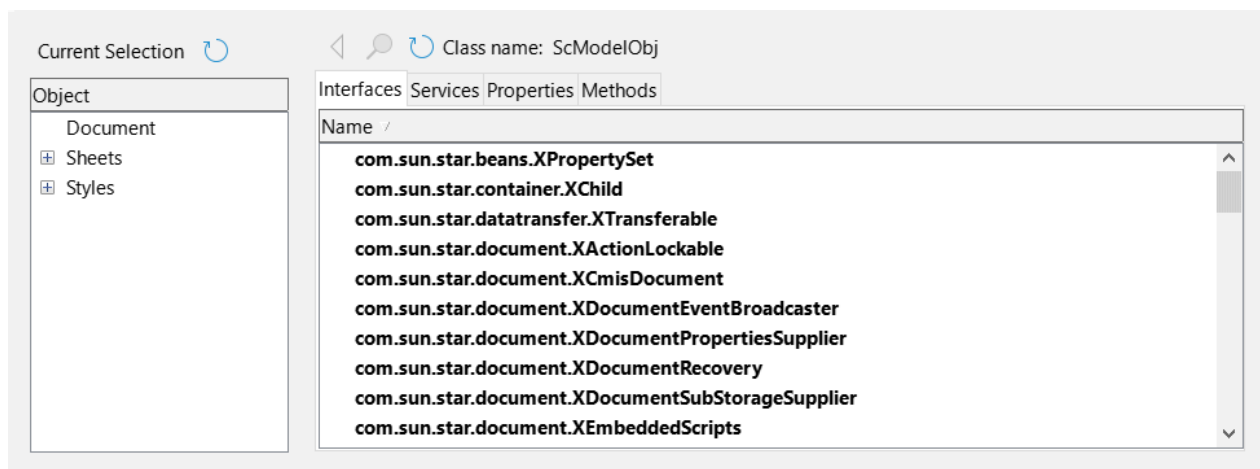 Current Selection
Class name: ScModelObj
Object
Document
Sheets
Styles
Interfaces Services Properties Methods
Name
com.sun.star.beans.XPropertySet
com.sun.star.container.XChild
com.sun.star.datatransfer.XTransferable
com.sun.star.document.XActionLockable
com.sun.star.document.XCmisDocument
com.sun.star.document.XDocumentEventBroadcaster
com.sun.star.document.XDocumentPropertiesSupplier
com.sun.star.document.XDocumentRecovery
com.sun.star.document.XDocumentSubStorageSupplier
com.sun.star.document.XEmbeddedScripts